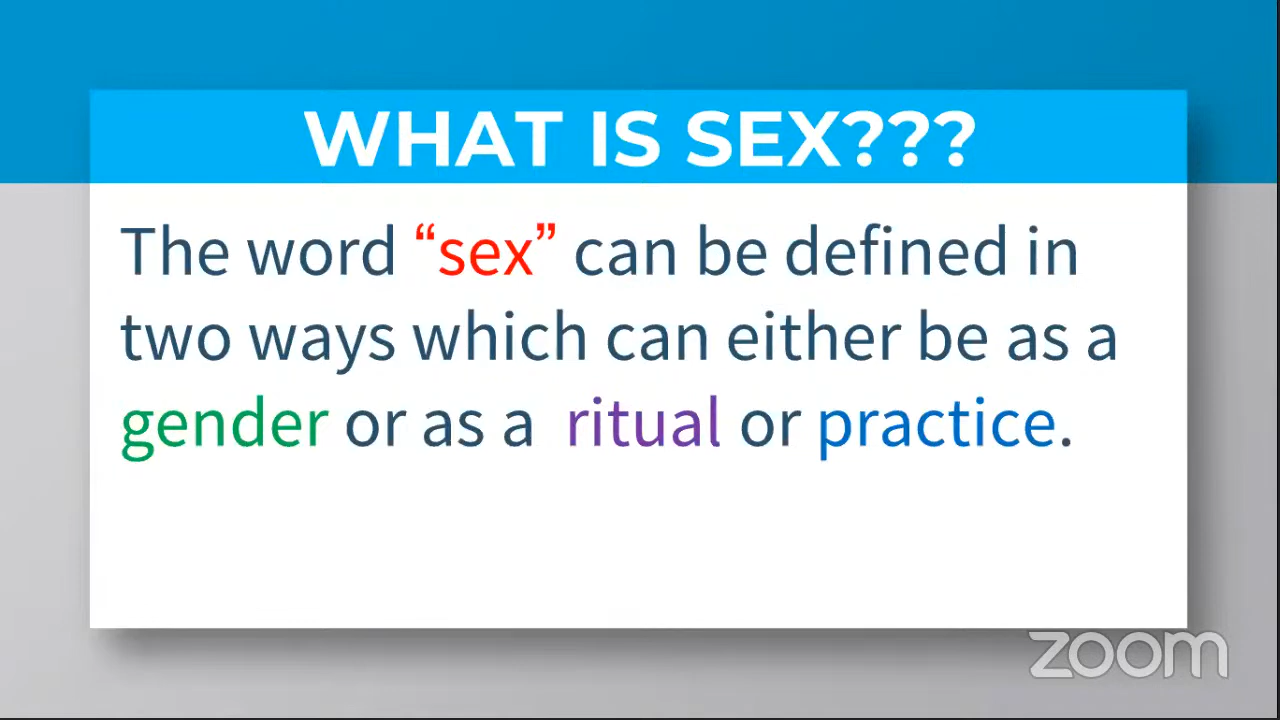 WHAT IS SEX???
The word “sex” can be defined in
two ways which can either be as a
gender or as a ritual or practice.
zoom